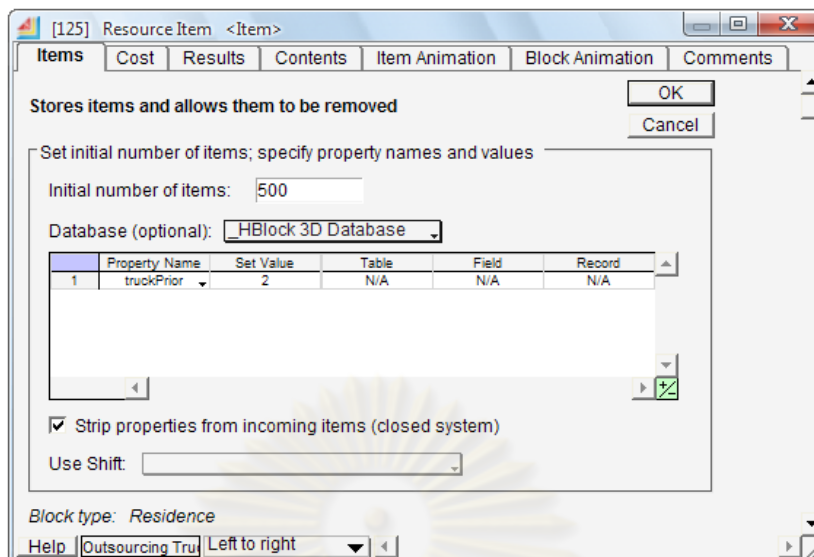 [125] Resource Item <Item>
Items Cost Results Contents Item Animation Block Animation Comments
Stores items and allows them to be removed
OK
Cancel
Set initial number of items; specify property names and values
Initial number of items: 500
Database (optional): _HBlock 3D Database
Property Name Set Value Table Field Record
1 truckPrior 2 N/A N/A N/A
Strip properties from incoming items (closed system)
Use Shift:
Block type: Residence
Help Outsourcing Tru Left to right